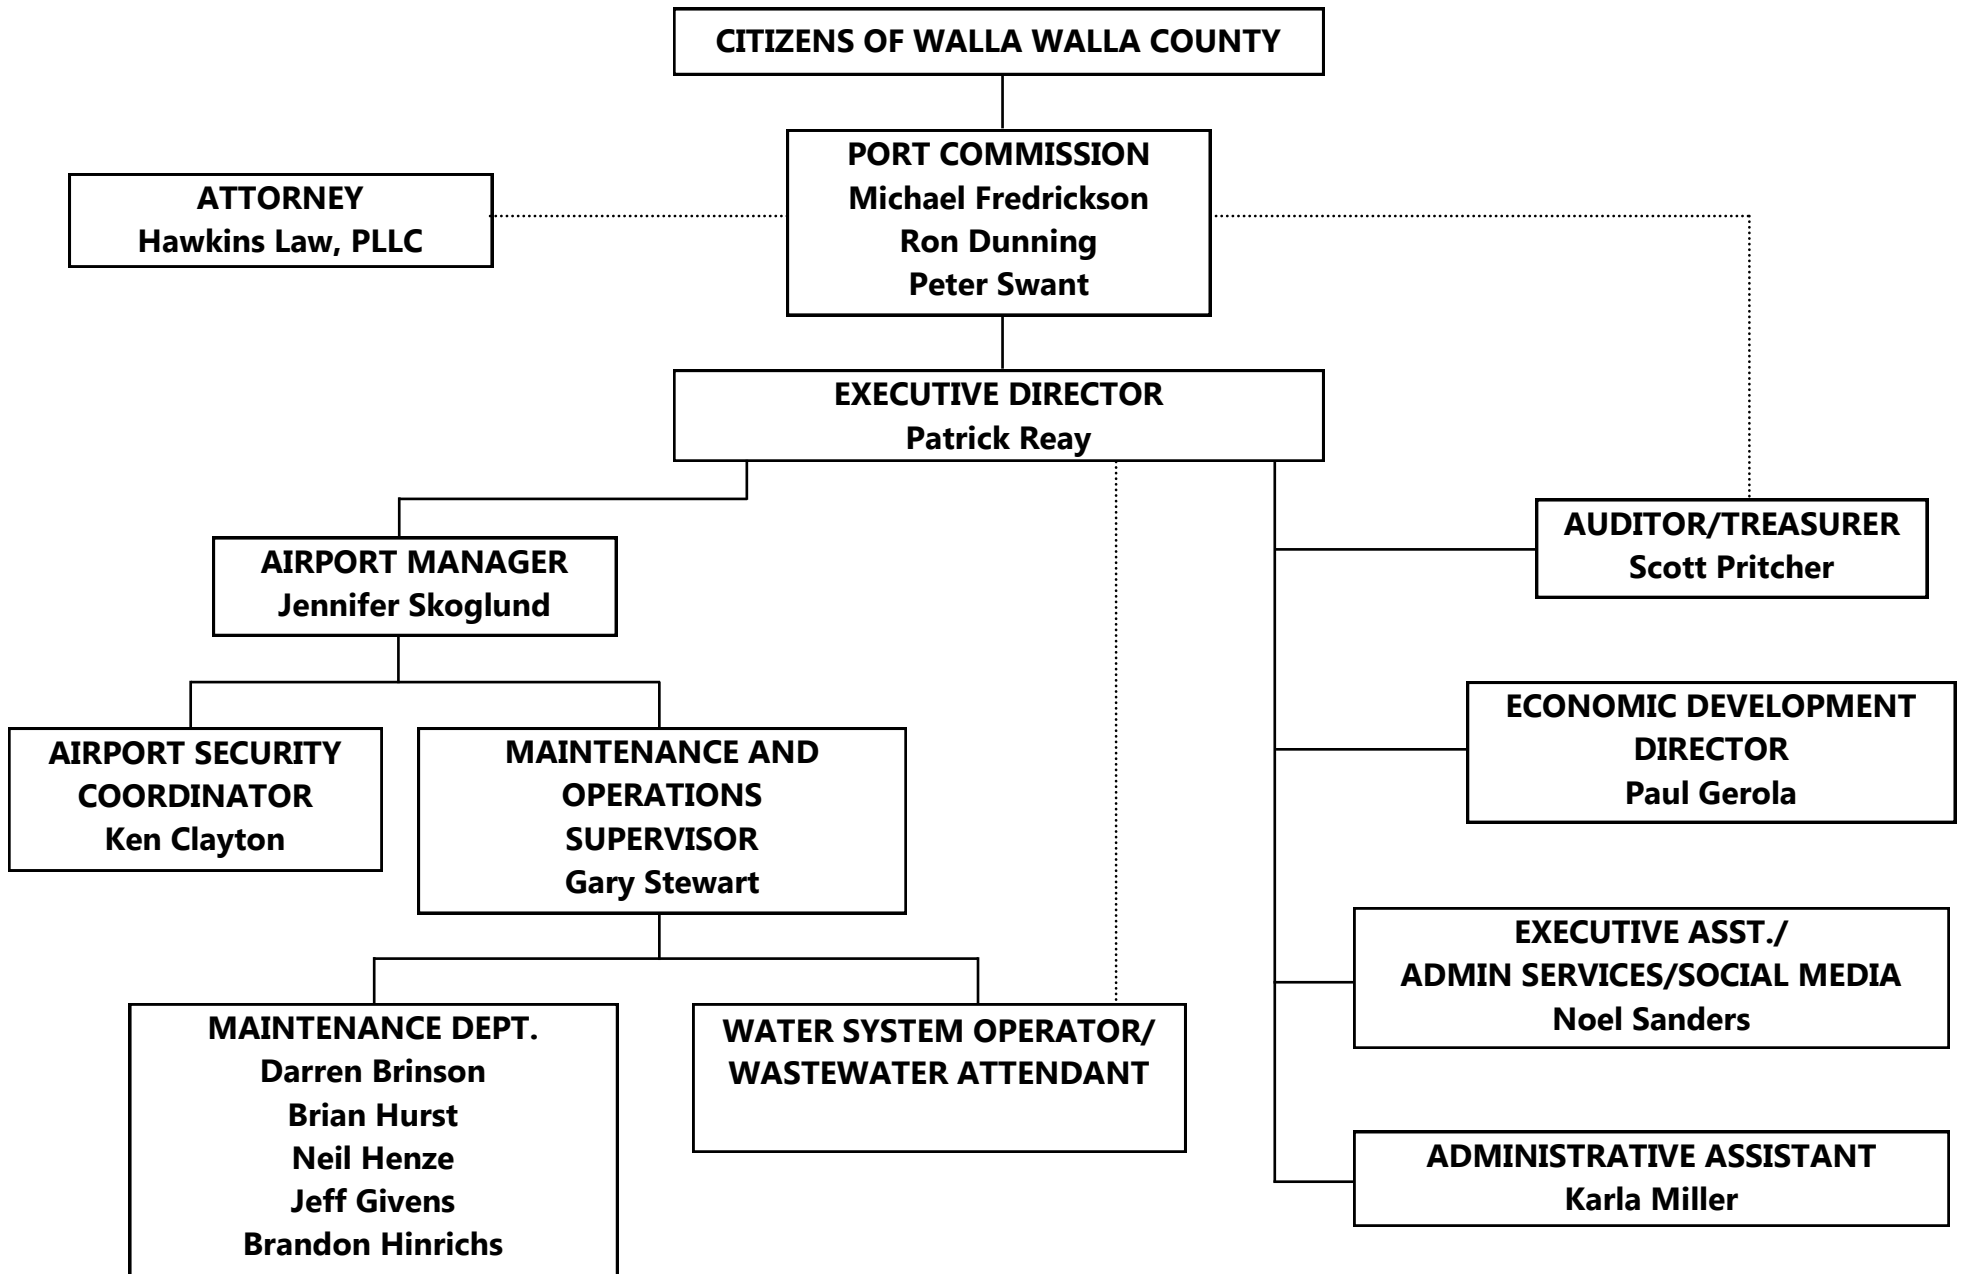 CITIZENS OF WALLA WALLA COUNTY
PORT COMMISSION
Michael Fredrickson
Ron Dunning
Peter Swant
ATTORNEY
Hawkins Law, PLLC
EXECUTIVE DIRECTOR
Patrick Reay
AIRPORT MANAGER
Jennifer Skoglund
AUDITOR/TREASURER
Scott Pritcher
AIRPORT SECURITY
COORDINATOR
Ken Clayton
MAINTENANCE AND
OPERATIONS
SUPERVISOR
Gary Stewart
ECONOMIC DEVELOPMENT
DIRECTOR
Paul Gerola
EXECUTIVE ASST./
ADMIN SERVICES/SOCIAL MEDIA
Noel Sanders
MAINTENANCE DEPT.
Darren Brinson
Brian Hurst
Neil Henze
Jeff Givens
Brandon Hinrichs
WATER SYSTEM OPERATOR/
WASTEWATER ATTENDANT
ADMINISTRATIVE ASSISTANT
Karla Miller